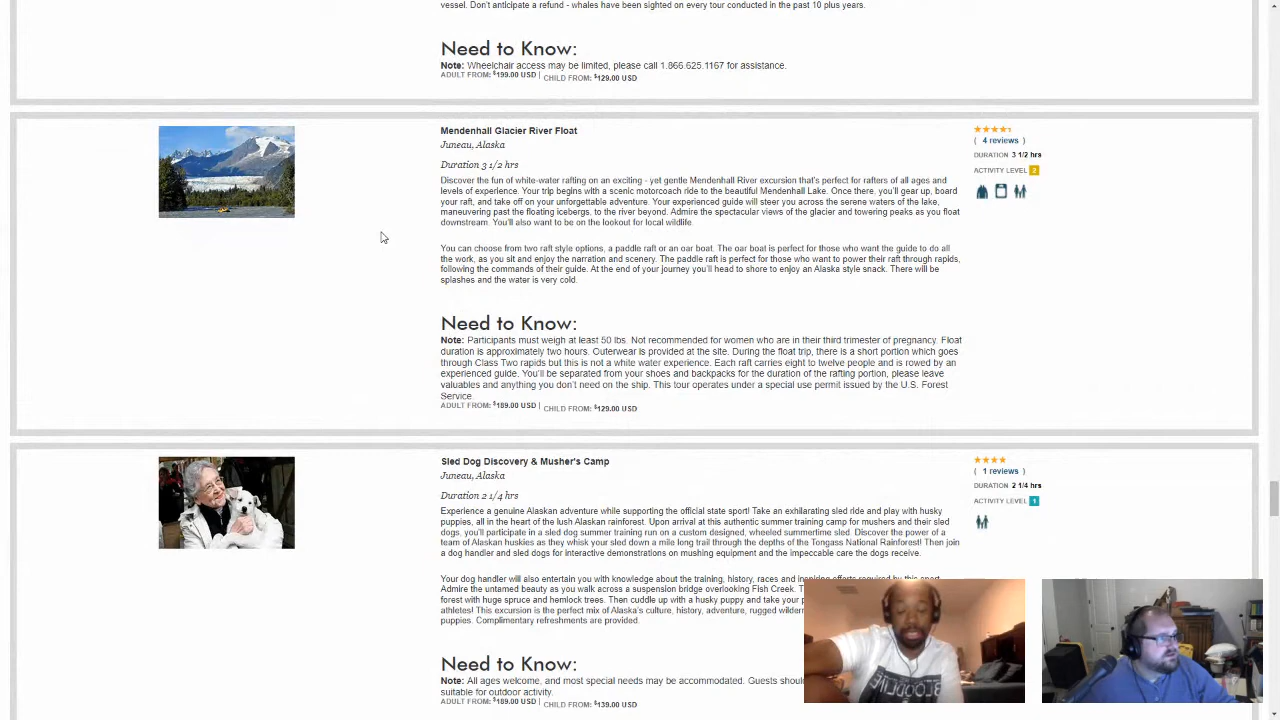 vessel. Don't anticipate a refund - whales have been sighted on every tour conducted in the past 10 plus years.
Need to Know:
Note: Wheelchair access may be limited, please call 1.866.625.1167 for assistance.
ADULT FROM: $199.00 USD | CHILD FROM: $129.00 USD
Mendenhall Glacier River Float
Juneau, Alaska
Duration 3 1/2 hrs
Discover the fun of white-water rafting on an exciting - yet gentle Mendenhall River excursion that's perfect for rafters of all ages and
levels of experience. Your trip begins with a scenic motorcoach ride to the beautiful Mendenhall Lake. Once there, you'll gear up, board
your raft, and take off on your unforgettable adventure. Your experienced guide will steer you across the serene waters of the lake,
maneuvering past the floating icebergs, to the river beyond. Admire the spectacular views of the glacier and towering peaks as you float
downstream. You'll also want to be on the lookout for local wildlife.
You can choose from two raft style options, a paddle raft or an oar boat. The oar boat is perfect for those who want the guide to do all
the work, as you sit and enjoy the narration and scenery. The paddle raft is perfect for those who want to power their raft through rapids,
following the commands of their guide. At the end of your journey you'll head to shore to enjoy an Alaska style snack. There will be
splashes and the water is very cold.
Need to Know:
Note: Participants must weigh at least 50 lbs. Not recommended for women who are in their third trimester of pregnancy. Float
duration is approximately two hours. Outerwear is provided at the site. During the float trip, there is a short portion which goes
through Class Two rapids but this is not a white water experience. Each raft carries eight to twelve people and is rowed by an
experienced guide. You'll be separated from your shoes and backpacks for the duration of the rafting portion, please leave
valuables and anything you don't need on the ship. This tour operates under a special use permit issued by the U.S. Forest
Service.
ADULT FROM: $189.00 USD | CHILD FROM: $129.00 USD
( 4 reviews )
DURATION 3 1/2 hrs
ACTIVITY LEVEL 2
Sled Dog Discovery & Musher's Camp
Juneau, Alaska
Duration 2 1/4 hrs
Experience a genuine Alaskan adventure while supporting the official state sport! Take an exhilarating sled ride and play with husky
puppies, all in the heart of the lush Alaskan rainforest. Upon arrival at this authentic summer training camp for mushers and their sled
dogs, you'll participate in a sled dog summer training run on a custom designed, wheeled summertime sled. Discover the power of a
team of Alaskan huskies as they whisk your sled down a mile long trail through the depths of the Tongass National Rainforest! Then join
a dog handler and sled dogs for interactive demonstrations on mushing equipment and the impeccable care the dogs receive.
Your dog handler will also entertain you with knowledge about the training, history, races and inspiring efforts required by this sport.
Admire the untamed beauty as you walk across a suspension bridge overlooking Fish Creek.
forest with huge spruce and hemlock trees. Then cuddle up with a husky puppy and take your
athletes! This excursion is the perfect mix of Alaska's culture, history, adventure, rugged
puppies. Complimentary refreshments are provided.
Need to Know:
Note: All ages welcome, and most special needs may be accommodated. Guests
suitable for outdoor activity.
ADULT FROM: $189.00 USD | CHILD FROM: $139.00 USD
( 1 reviews )
DURATION 2 1/4 hrs
ACTIVITY LEVEL 1